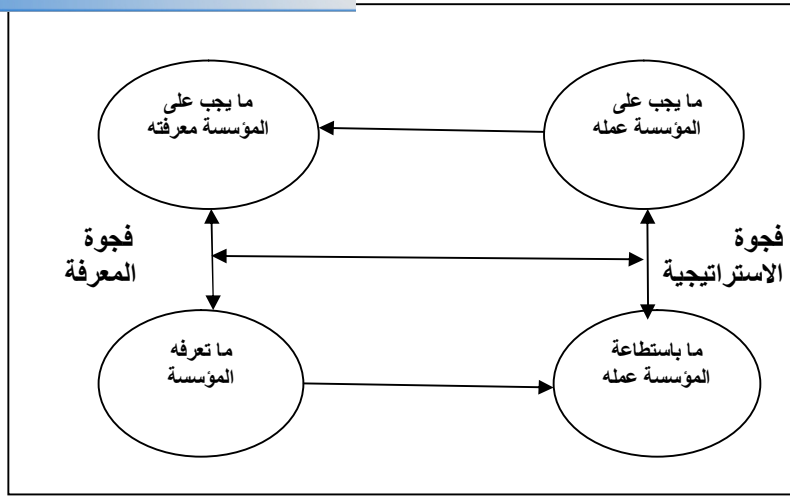 ما يجب على
المؤسسة عمله
ما يجب على
المؤسسة معرفته
فجوة
الاستراتيجية
فجوة
المعرفة
ما باستطاعة
المؤسسة عمله
ما تعرفه
المؤسسة